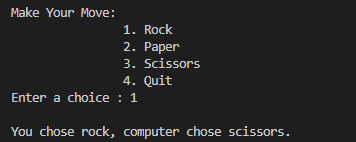 Make Your Move:
1. Rock
2. Paper
3. Scissors
4. Quit
Enter a choice : 1
You chose rock, computer chose scissors.